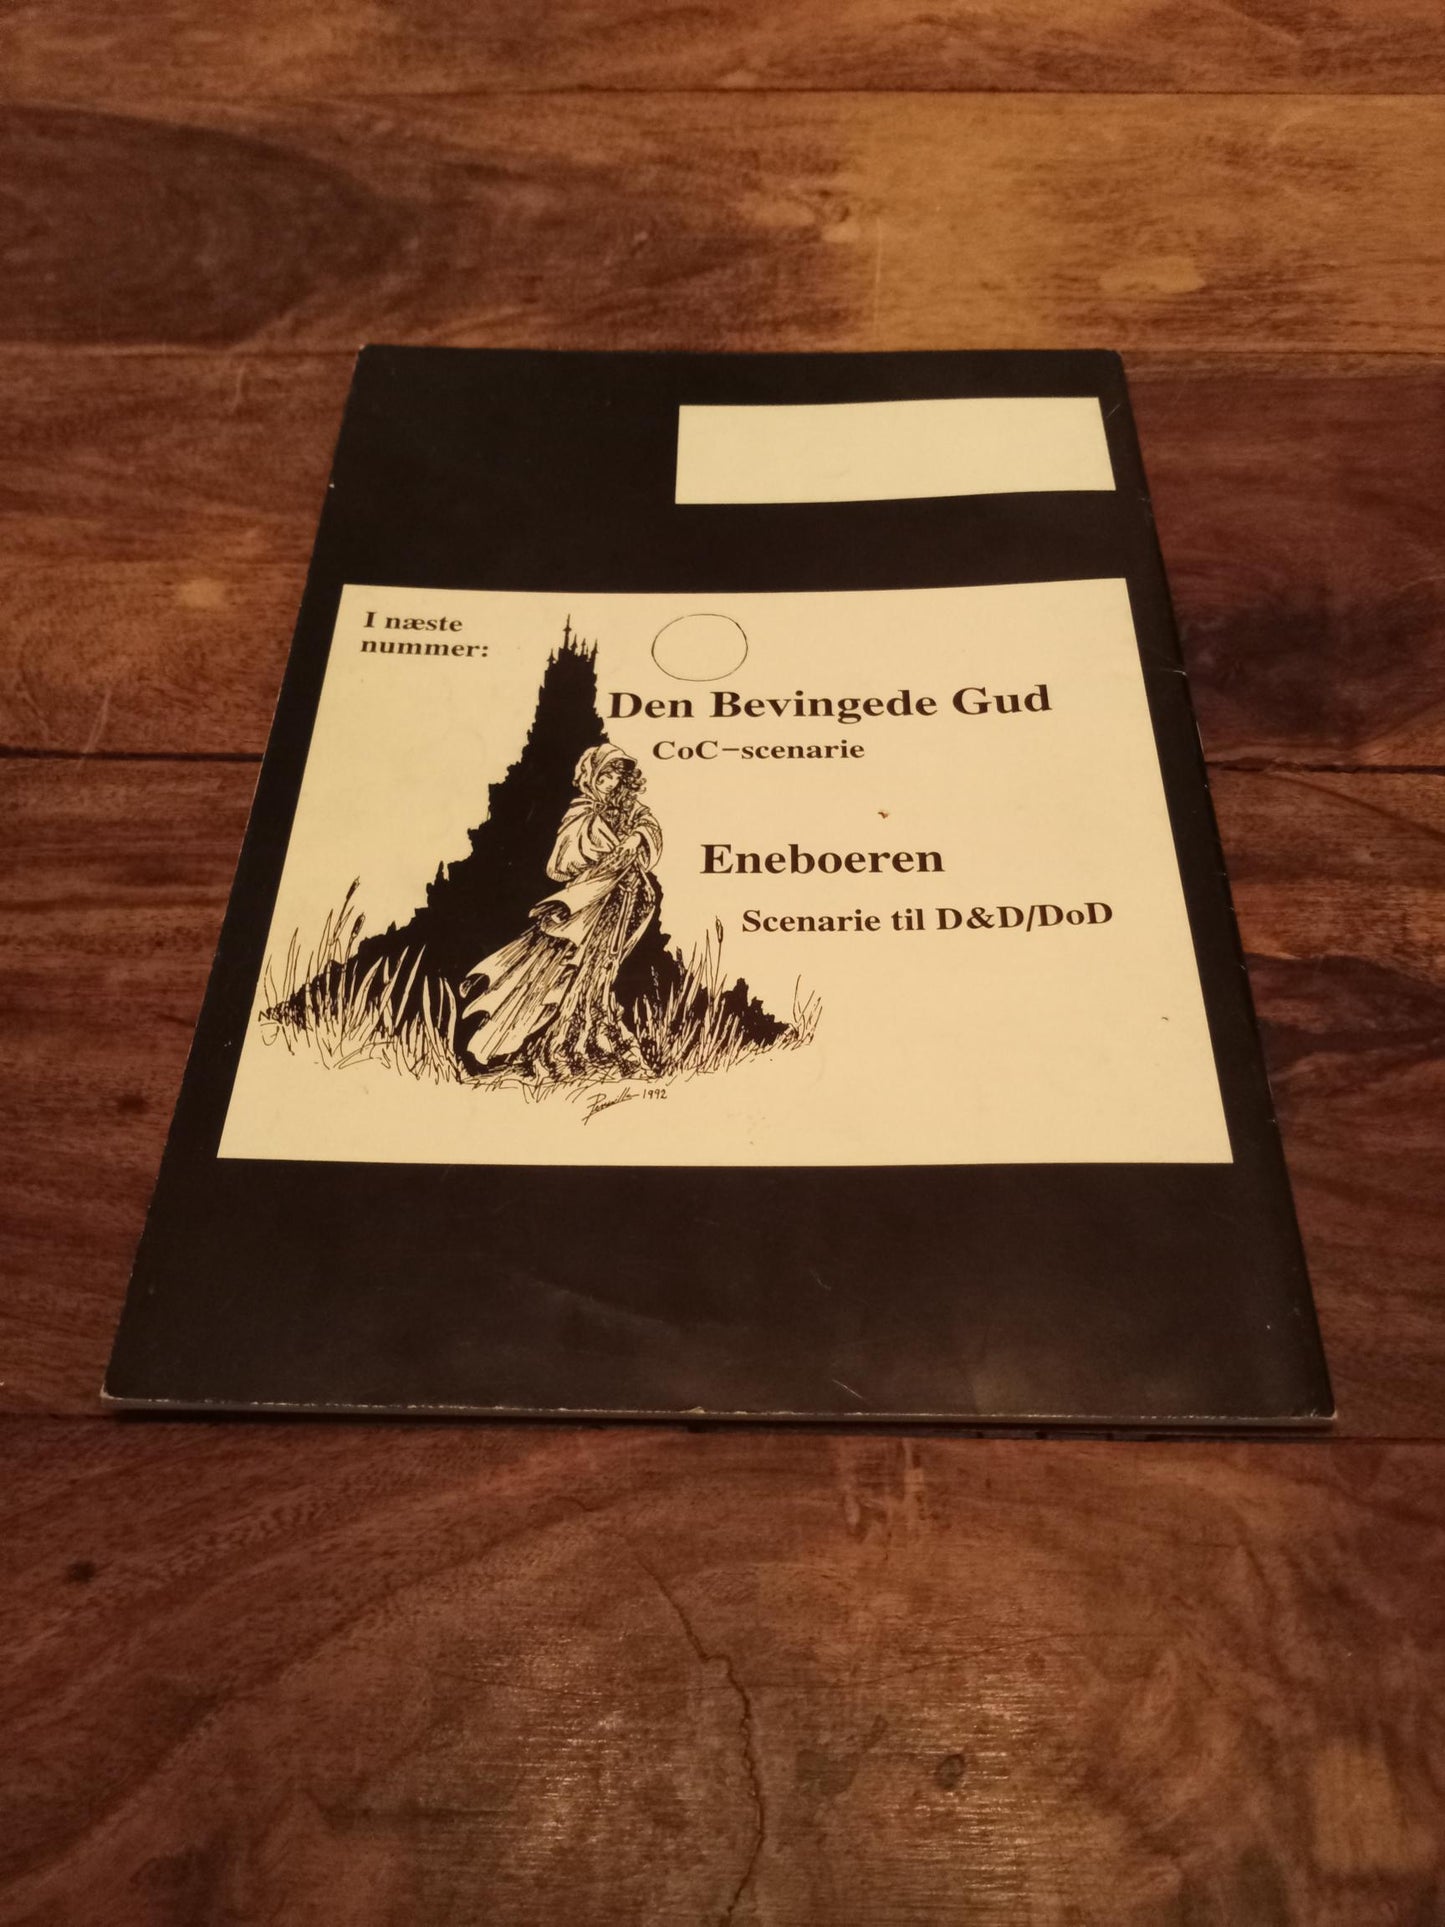 I næste
nummer:
Den Bevingede Gud
CoC-scenarie
Eneboeren
Scenarie til D&D/DoD
1992